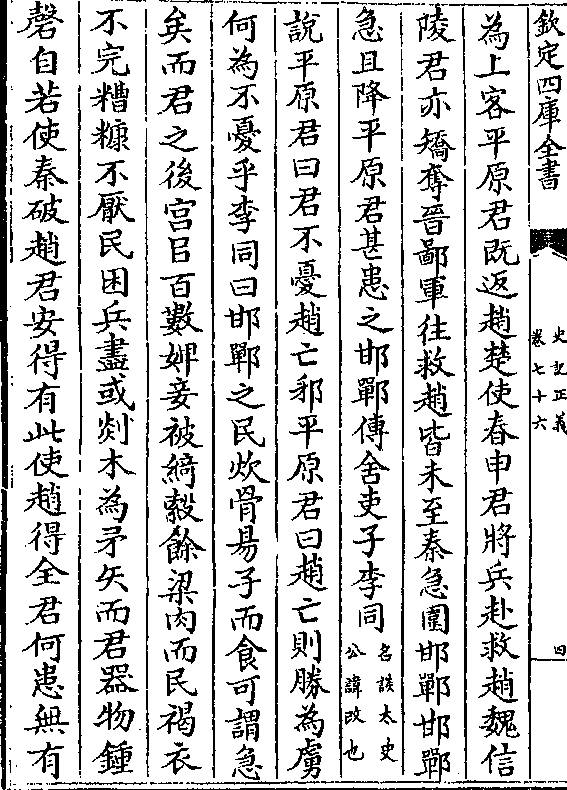 欽定四庫全書
史記正義
卷七十六
四
為上客平原君既返趙楚使春申君將兵赴救趙魏信
陵君亦矯奪晉鄙軍往救趙皆未至秦急圍邯鄲邯鄲
急且降平原君甚患之邯鄲傳舍吏子李同名談太史公諱改也
說平原君曰君不憂趙亡邪平原君曰趙亡則勝為虜
何為不憂乎李同曰邯鄲之民炊骨易子而食可謂急
矣而君之後宮㠯百數婢妾被綺縠餘粱肉而民褐衣
不完糟糠不厭民困兵盡或剡木為矛矢而君器物鍾
磬自若使秦破趙君安得有此使趙得全君何患無有